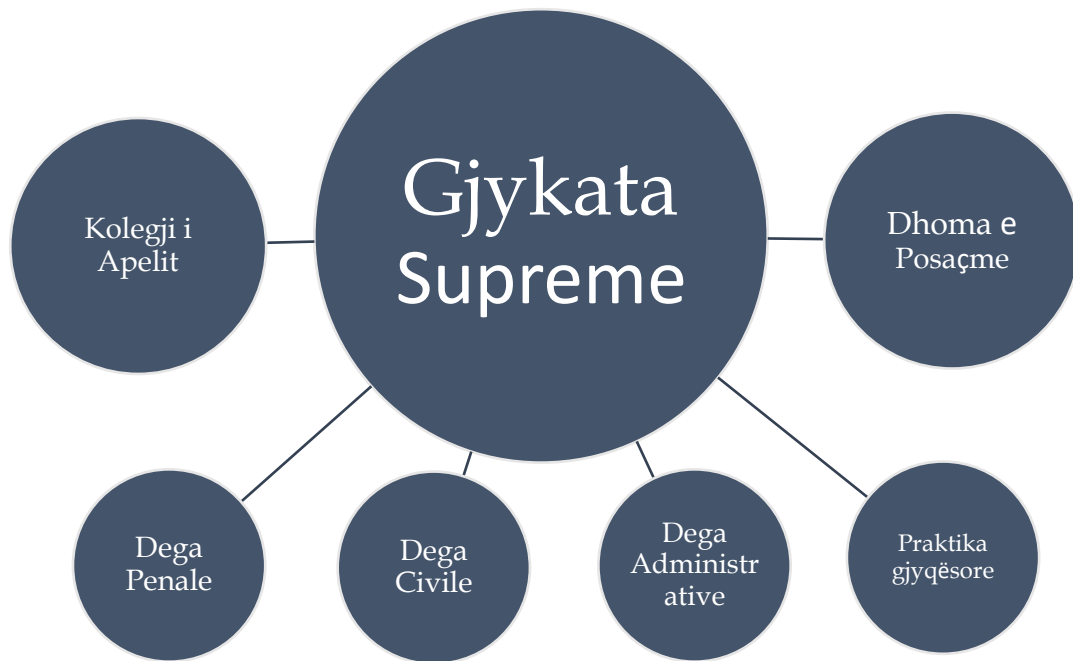 Gjykata
Supreme
Kolegji i
Apelit
Dhoma e
Posaçme
Dega
Penale
Dega
Civile
Dega
Administr
ative
Praktika
gjyqësore